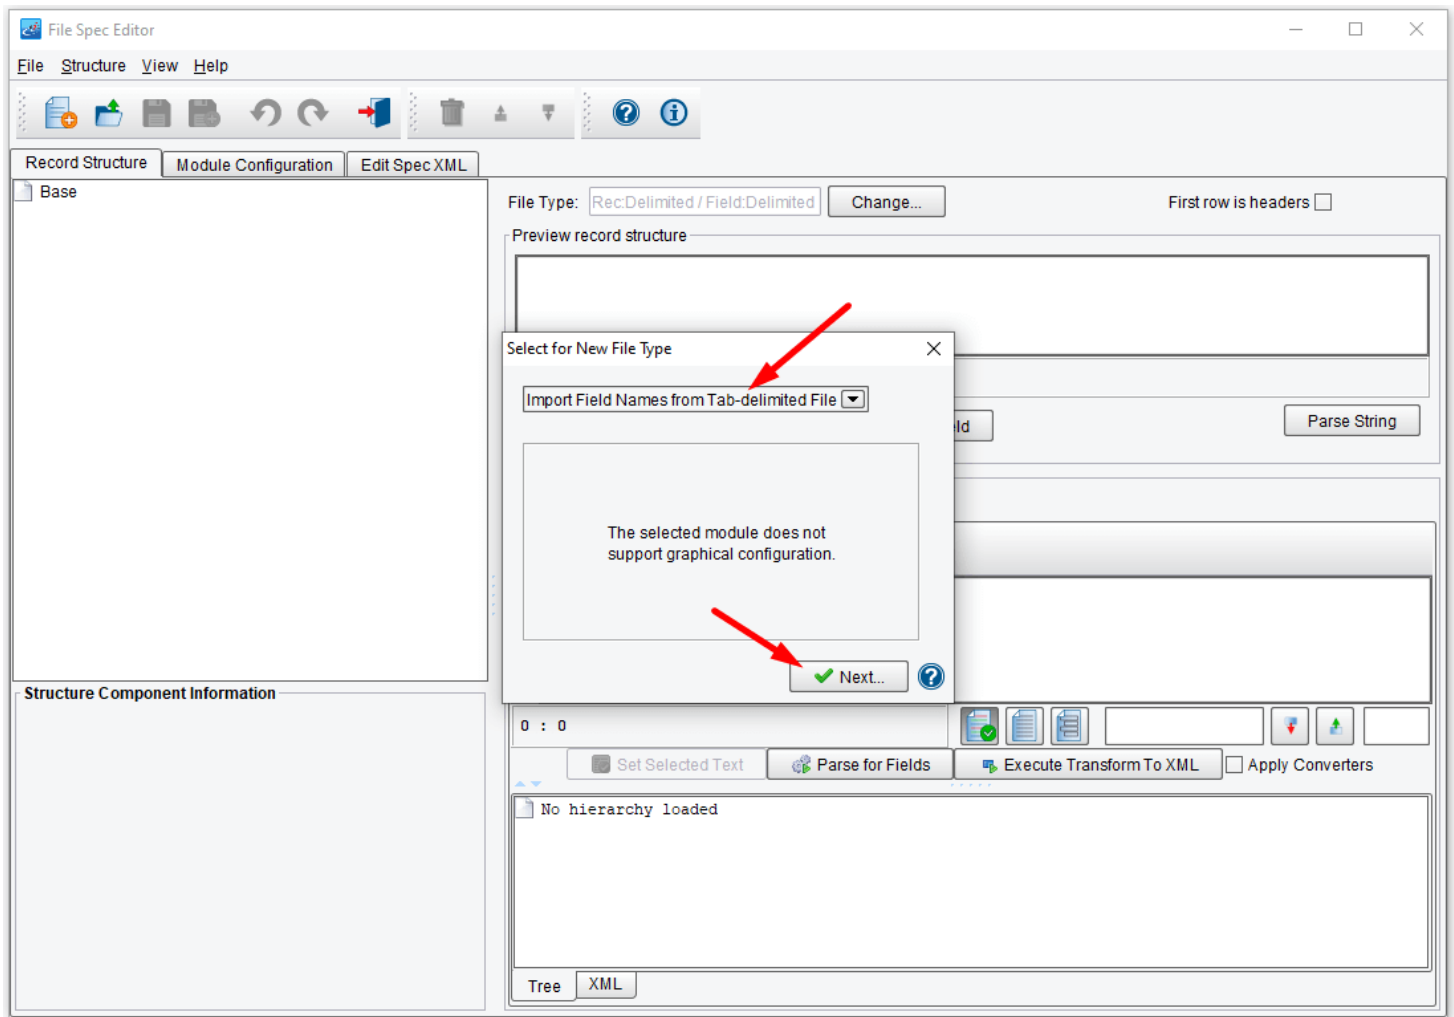 File Spec Editor
File Structure View Help
Record Structure Module Configuration Edit Spec XML
Base
File Type: Rec:Delimited / Field:Delimited Change... First row is headers
Preview record structure
Select for New File Type
Import Field Names from Tab-delimited File
eld Parse String
The selected module does not
support graphical configuration.
Next...
Structure Component Information
0 : 0
Set Selected Text Parse for Fields Execute Transform To XML Apply Converters
No hierarchy loaded
Tree XML